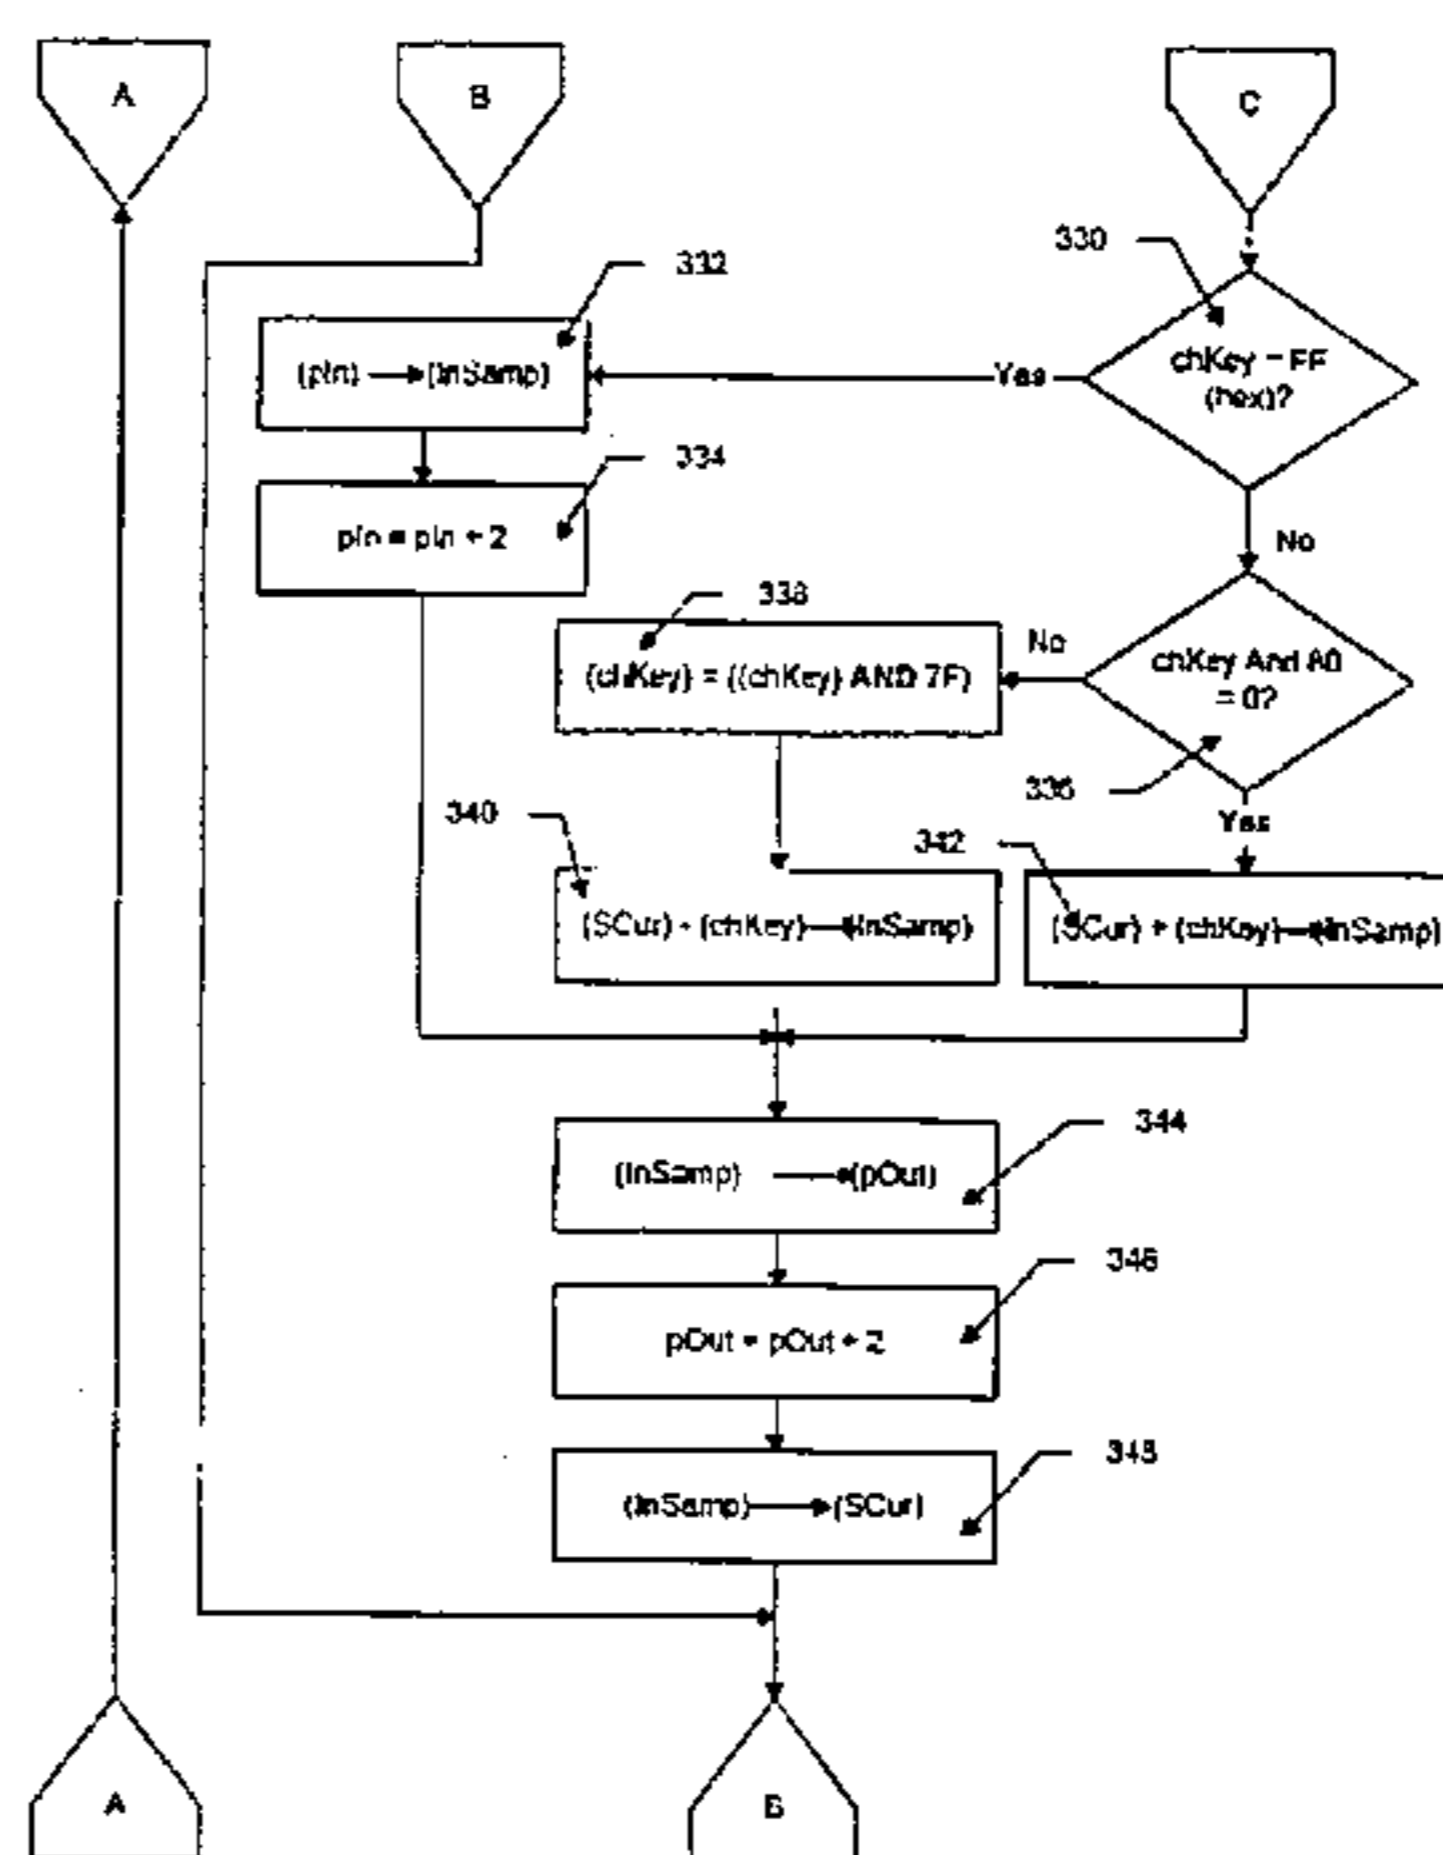 A
B
C
330
332
(pIn) (InSamp)
Yes
chKey = FF
(hex)?
334
pIn = pIn + 2
No
338
(chKey) = ((chKey) AND 7F)
No
chKey And 80
= 0?
336
Yes
340
342
(SCur) - (chKey) (InSamp)
(SCur) + (chKey) (InSamp)
344
(InSamp) (pOut)
346
pOut = pOut + 2
348
(InSamp) (SCur)
A
B